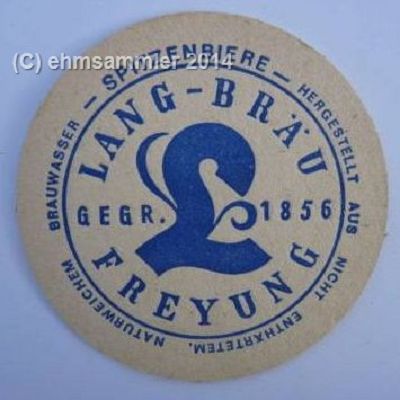 (C) ehmsammler 2014
SPITZENBIERE — HERGESTELLT AUS NICHT ENTHÄRTETEM, NATURWEICHEM BRAUWASSER —
LANG-BRÄU
L
GEGR. 1856
FREYUNG